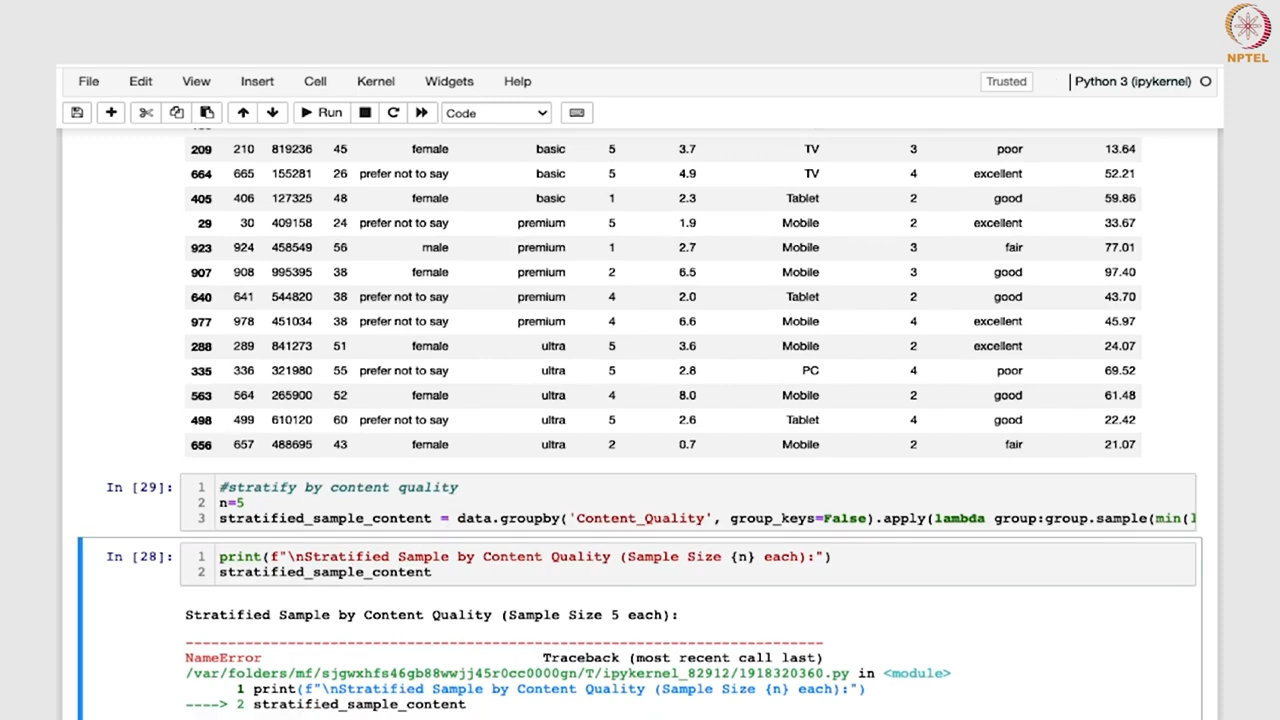 NPTEL
File Edit View Insert Cell Kernel Widgets Help Trusted Python 3 (ipykernel)
Run Code
209 210 819236 45 female basic 5 3.7 TV 3 poor 13.64
664 665 155281 26 prefer not to say basic 5 4.9 TV 4 excellent 52.21
405 406 127325 48 female basic 1 2.3 Tablet 2 good 59.86
29 30 409158 24 prefer not to say premium 5 1.9 Mobile 2 excellent 33.67
923 924 458549 56 male premium 1 2.7 Mobile 3 fair 77.01
907 908 995395 38 female premium 2 6.5 Mobile 3 good 97.40
640 641 544820 38 prefer not to say premium 4 2.0 Tablet 2 good 43.70
977 978 451034 38 prefer not to say premium 4 6.6 Mobile 4 excellent 45.97
288 289 841273 51 female ultra 5 3.6 Mobile 2 excellent 24.07
335 336 321980 55 prefer not to say ultra 5 2.8 PC 4 poor 69.52
563 564 265900 52 female ultra 4 8.0 Mobile 2 good 61.48
498 499 610120 60 prefer not to say ultra 5 2.6 Tablet 4 good 22.42
656 657 488695 43 female ultra 2 0.7 Mobile 2 fair 21.07
In [29]: 1 #stratify by content quality
2 n=5
3 stratified_sample_content = data.groupby('Content_Quality', group_keys=False).apply(lambda group:group.sample(min(
In [28]: 1 print(f"\nStratified Sample by Content Quality (Sample Size {n} each):")
2 stratified_sample_content
Stratified Sample by Content Quality (Sample Size 5 each):
---------------------------------------------------------------------------
NameError Traceback (most recent call last)
/var/folders/mf/sjgwxhfs46gb88wwjj45r0cc0000gn/T/ipykernel_82912/1918320360.py in <module>
1 print(f"\nStratified Sample by Content Quality (Sample Size {n} each):")
----> 2 stratified_sample_content